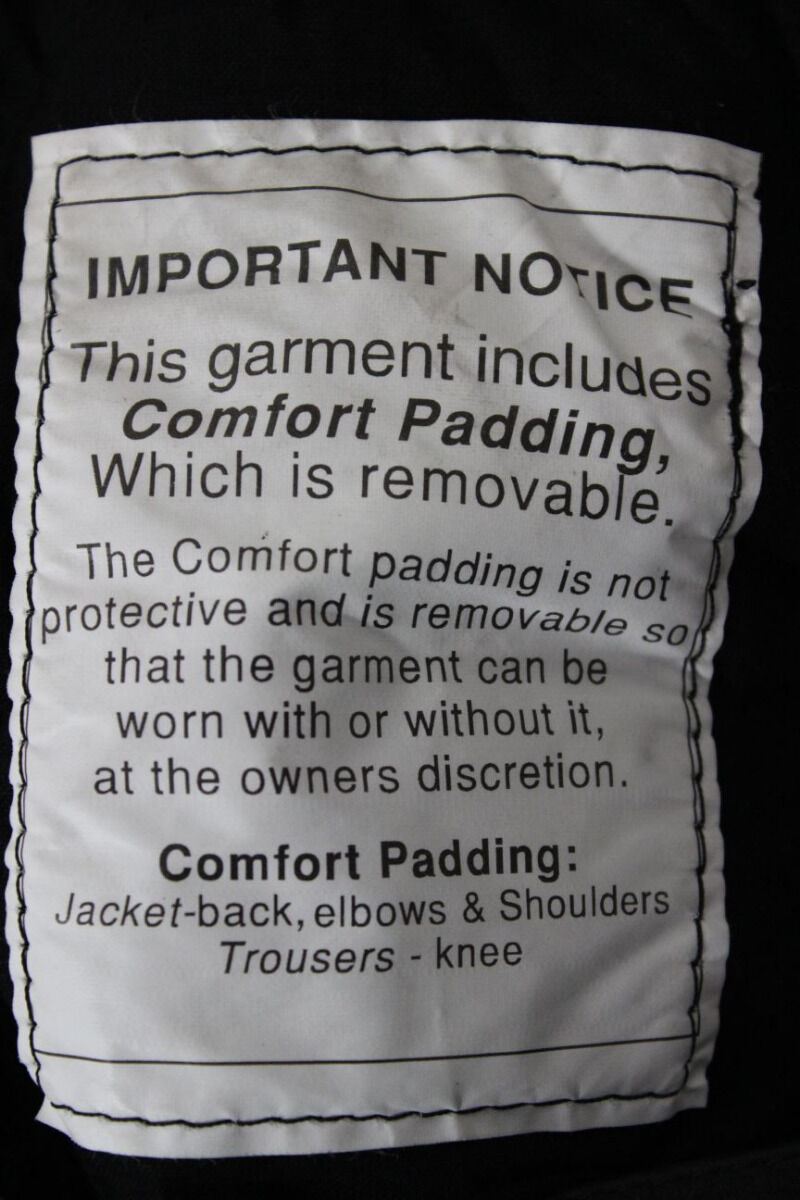 IMPORTANT NOTICE
This garment includes
Comfort Padding,
Which is removable.
The Comfort padding is not
protective and is removable so
that the garment can be
worn with or without it,
at the owners discretion.
Comfort Padding:
Jacket-back, elbows & Shoulders
Trousers - knee